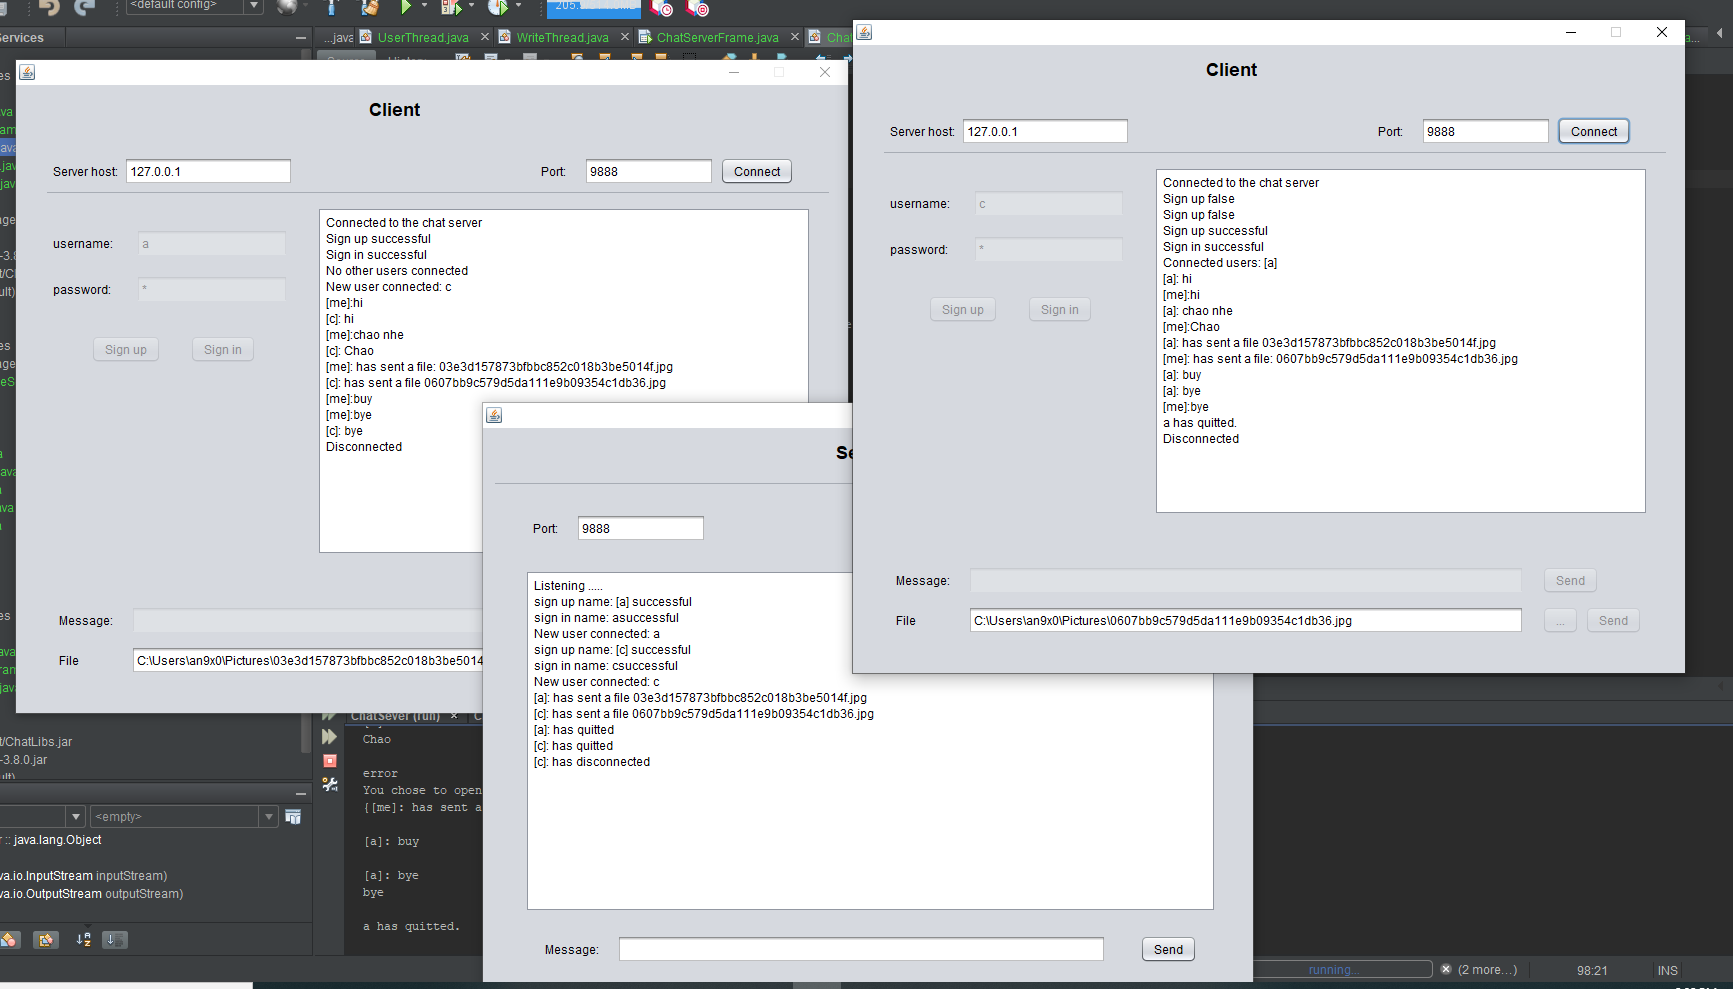 <default config>
ervices
...java
UserThread.java
WriteThread.java
ChatServerFrame.java
Client
Server host:
127.0.0.1
Port:
9888
Connect
username:
a
password:
*
Sign up
Sign in
Connected to the chat server
Sign up successful
Sign in successful
No other users connected
New user connected: c
[me]:hi
[c]: hi
[me]:chao nhe
[c]: Chao
[me]: has sent a file: 03e3d157873bfbbc852c018b3be5014f.jpg
[c]: has sent a file 0607bb9c579d5da111e9b09354c1db36.jpg
[me]:buy
[me]:bye
[c]: bye
Disconnected
Message:
File
C:\Users\an9x0\Pictures\03e3d157873bfbbc852c018b3be5014
Client
Server host:
127.0.0.1
Port:
9888
Connect
username:
c
password:
*
Sign up
Sign in
Connected to the chat server
Sign up false
Sign up false
Sign up successful
Sign in successful
Connected users: [a]
[a]: hi
[me]:hi
[a]: chao nhe
[me]:Chao
[a]: has sent a file 03e3d157873bfbbc852c018b3be5014f.jpg
[me]: has sent a file: 0607bb9c579d5da111e9b09354c1db36.jpg
[a]: buy
[a]: bye
[me]:bye
a has quitted.
Disconnected
Message:
Send
File
C:\Users\an9x0\Pictures\0607bb9c579d5da111e9b09354c1db36.jpg
...
Send
Se
Port:
9888
Listening .....
sign up name: [a] successful
sign in name: asuccessful
New user connected: a
sign up name: [c] successful
sign in name: csuccessful
New user connected: c
[a]: has sent a file 03e3d157873bfbbc852c018b3be5014f.jpg
[c]: has sent a file 0607bb9c579d5da111e9b09354c1db36.jpg
[a]: has quitted
[c]: has quitted
[c]: has disconnected
Message:
Send
ChatSever (run)
Chao
error
You chose to open
{[me]: has sent a
[a]: buy
[a]: bye
bye
a has quitted.
t/ChatLibs.jar
-3.8.0.jar
<empty>
:: java.lang.Object
va.io.InputStream inputStream)
va.io.OutputStream outputStream)
running...
(2 more...)
98:21
INS